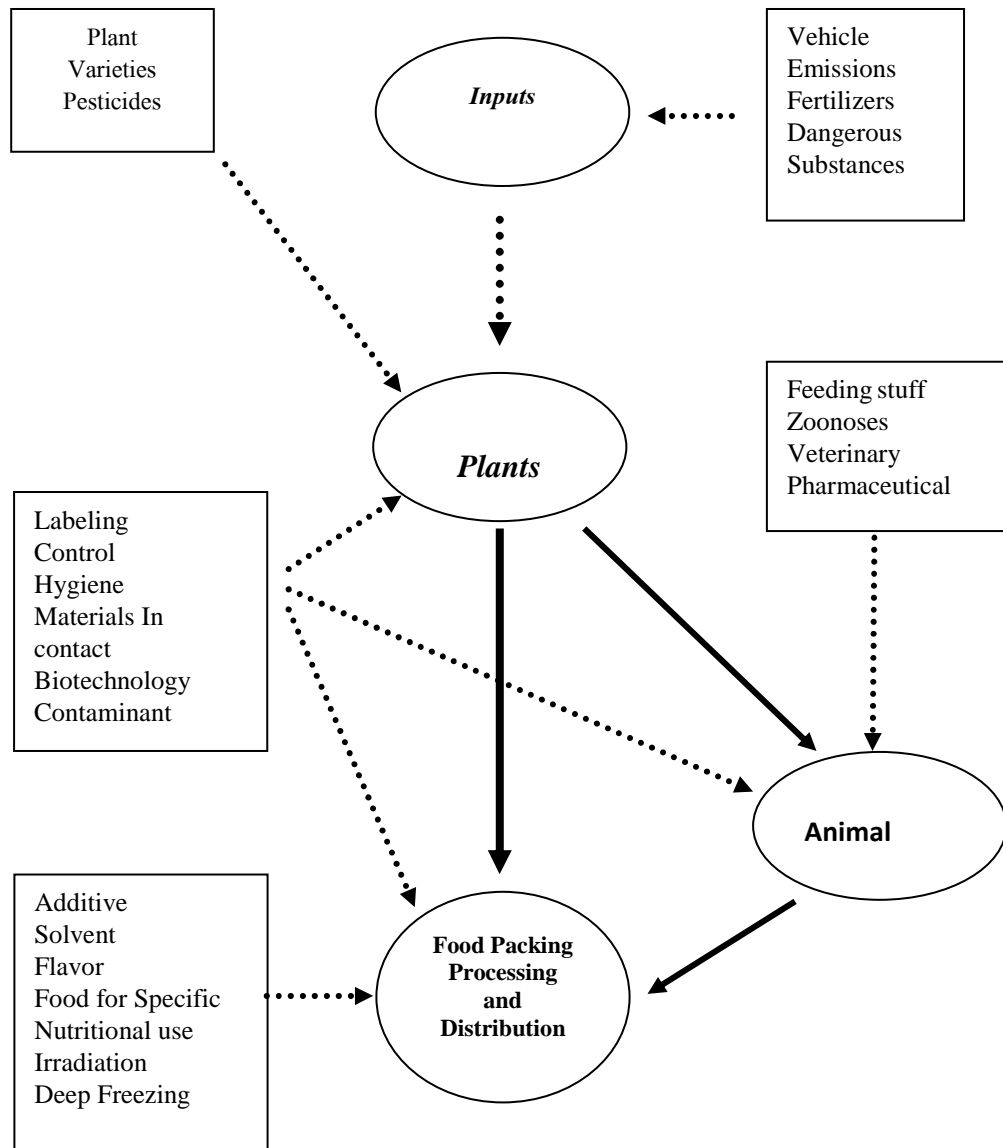 Plant
Varieties
Pesticides
Inputs
Vehicle
Emissions
Fertilizers
Dangerous
Substances
Plants
Feeding stuff
Zoonoses
Veterinary
Pharmaceutical
Labeling
Control
Hygiene
Materials In
contact
Biotechnology
Contaminant
Animal
Additive
Solvent
Flavor
Food for Specific
Nutritional use
Irradiation
Deep Freezing
Food Packing
Processing
and
Distribution